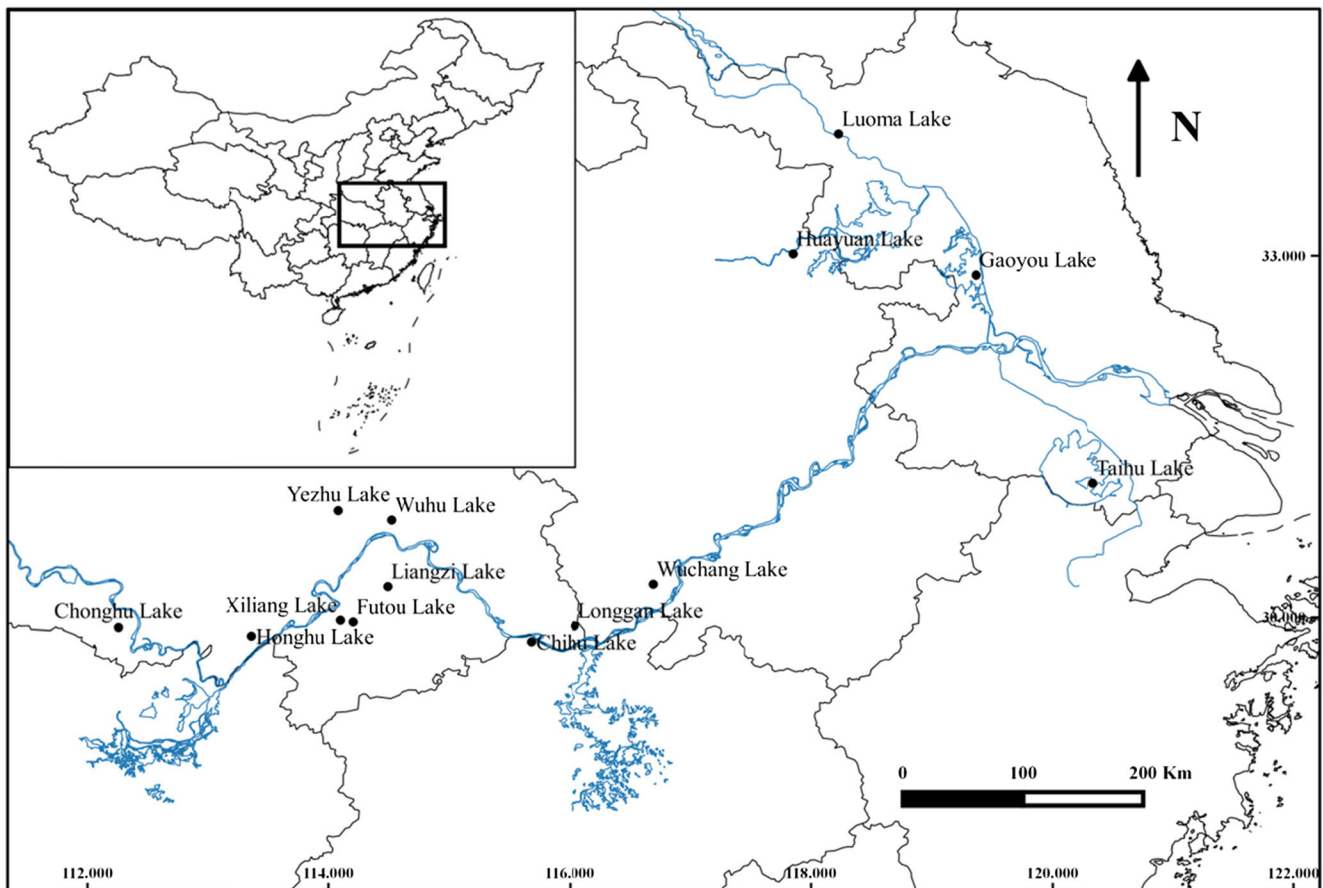 Luoma Lake
N
Huayuan Lake
Gaoyou Lake
33.000
Taihu Lake
Yezhu Lake
Wuhu Lake
Wuchang Lake
Liangzi Lake
Chonghu Lake
Xiliang Lake
Futou Lake
Longgan Lake
30.000
Honghu Lake
Chihu Lake
0 100 200 Km
112.000 114.000 116.000 118.000 120.000 122.000